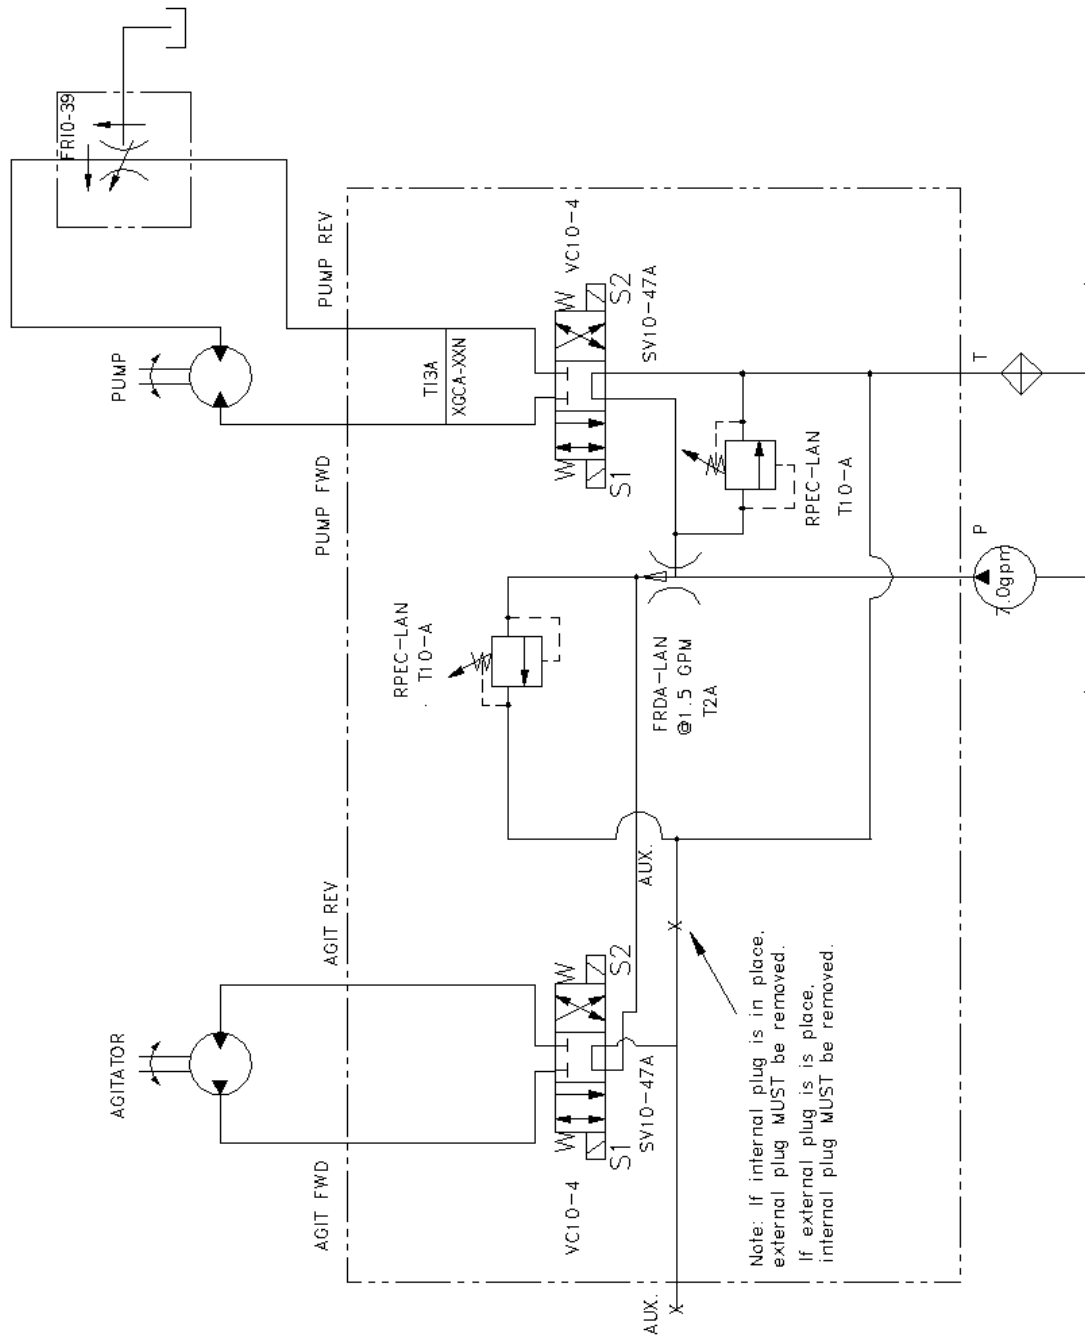 FR10-39
PUMP
PUMP REV
PUMP FWD
T13A
XGCA-XXN
VC10-4
S2
SV10-47A
S1
T
RPEC-LAN
T10-A
P
7.0gpm
RPEC-LAN
T10-A
FRDA-LAN
@1.5 GPM
T2A
AUX.
AGITATOR
AGIT REV
AGIT FWD
S2
SV10-47A
S1
VC10-4
X
Note: If internal plug is in place,
external plug MUST be removed.
If external plug is is place,
internal plug MUST be removed.
AUX.
X